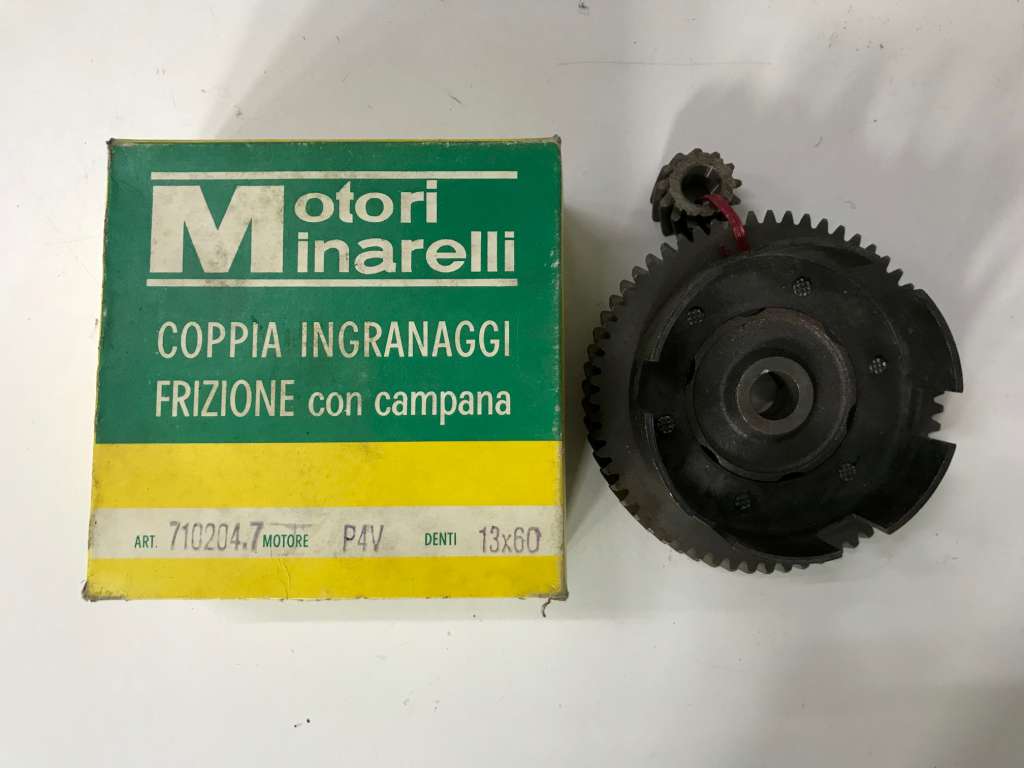 Motori
Minarelli
COPPIA INGRANAGGI
FRIZIONE con campana
ART. 710204.7 MOTORE P4V DENTI 13x60